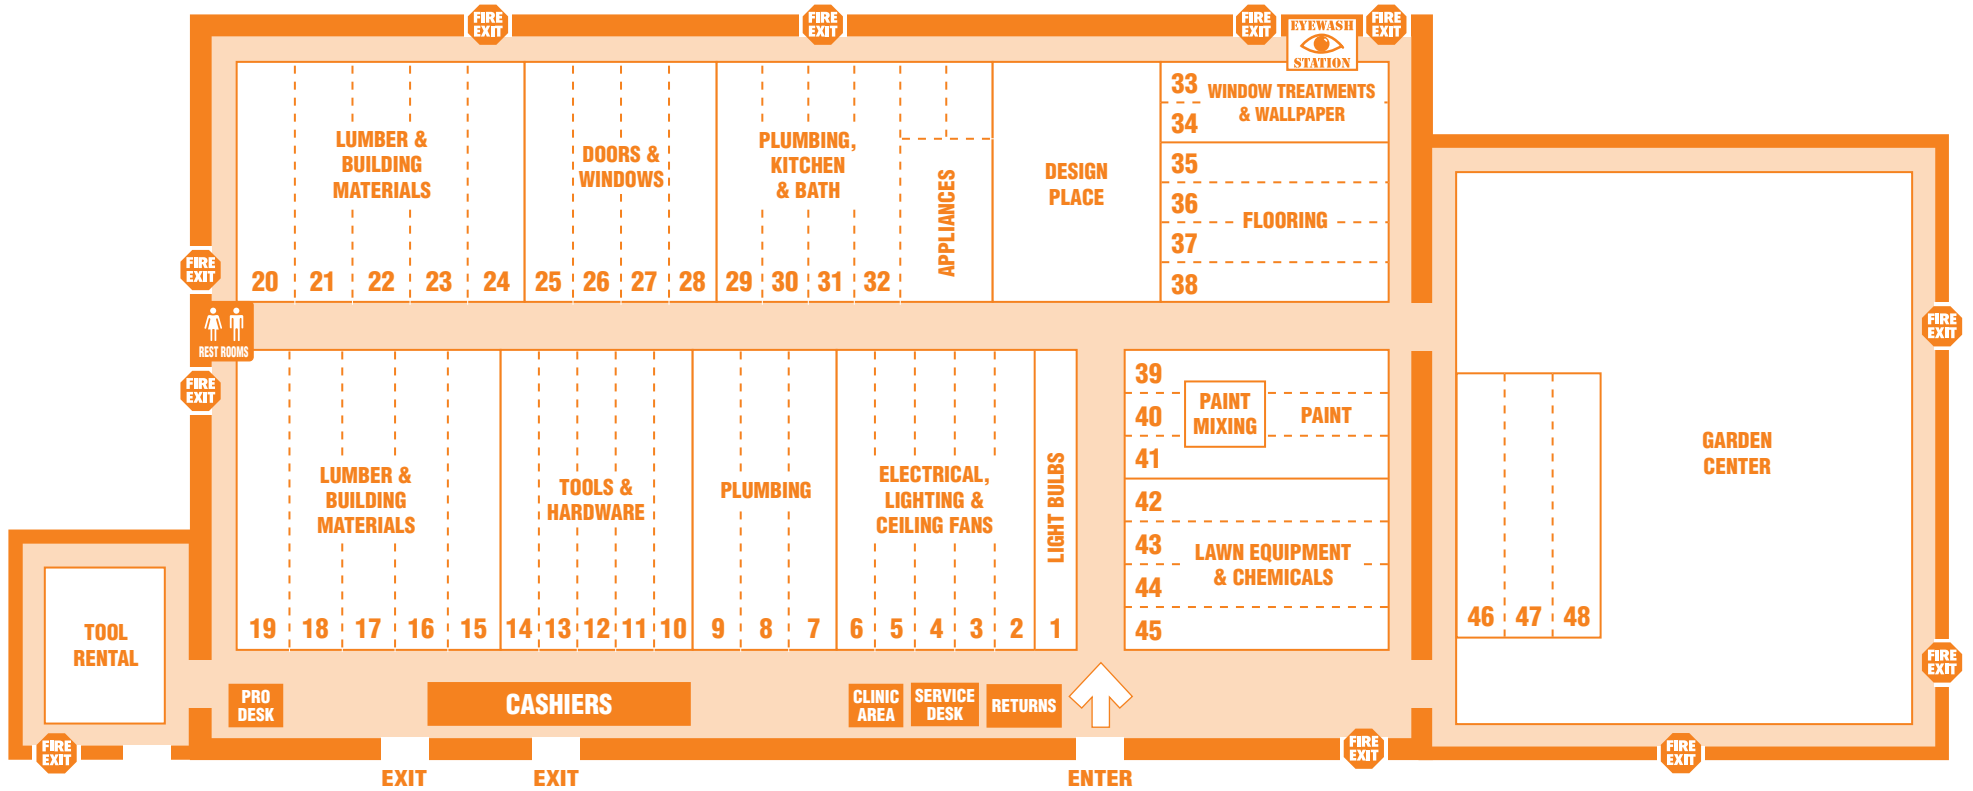 FIRE
EXIT
FIRE
EXIT
FIRE
EXIT
EYEWASH
STATION
FIRE
EXIT
LUMBER &
BUILDING
MATERIALS
20 21 22 23 24
DOORS &
WINDOWS
25 26 27 28
PLUMBING,
KITCHEN
& BATH
29 30 31 32
APPLIANCES
DESIGN
PLACE
33
34
WINDOW TREATMENTS
& WALLPAPER
35
36
37
38
FLOORING
FIRE
EXIT
REST ROOMS
FIRE
EXIT
LUMBER &
BUILDING
MATERIALS
19 18 17 16 15
TOOLS &
HARDWARE
14 13 12 11 10
PLUMBING
9 8 7
ELECTRICAL,
LIGHTING &
CEILING FANS
6 5 4 3 2
LIGHT BULBS
1
39
40
41
PAINT
MIXING
PAINT
42
43
44
45
LAWN EQUIPMENT
& CHEMICALS
46 47 48
GARDEN
CENTER
FIRE
EXIT
FIRE
EXIT
TOOL
RENTAL
PRO
DESK
CASHIERS
CLINIC
AREA
SERVICE
DESK
RETURNS
FIRE
EXIT
FIRE
EXIT
FIRE
EXIT
EXIT
EXIT
ENTER